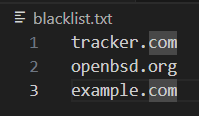 blacklist.txt
1 tracker.com
2 openbsd.org
3 example.com